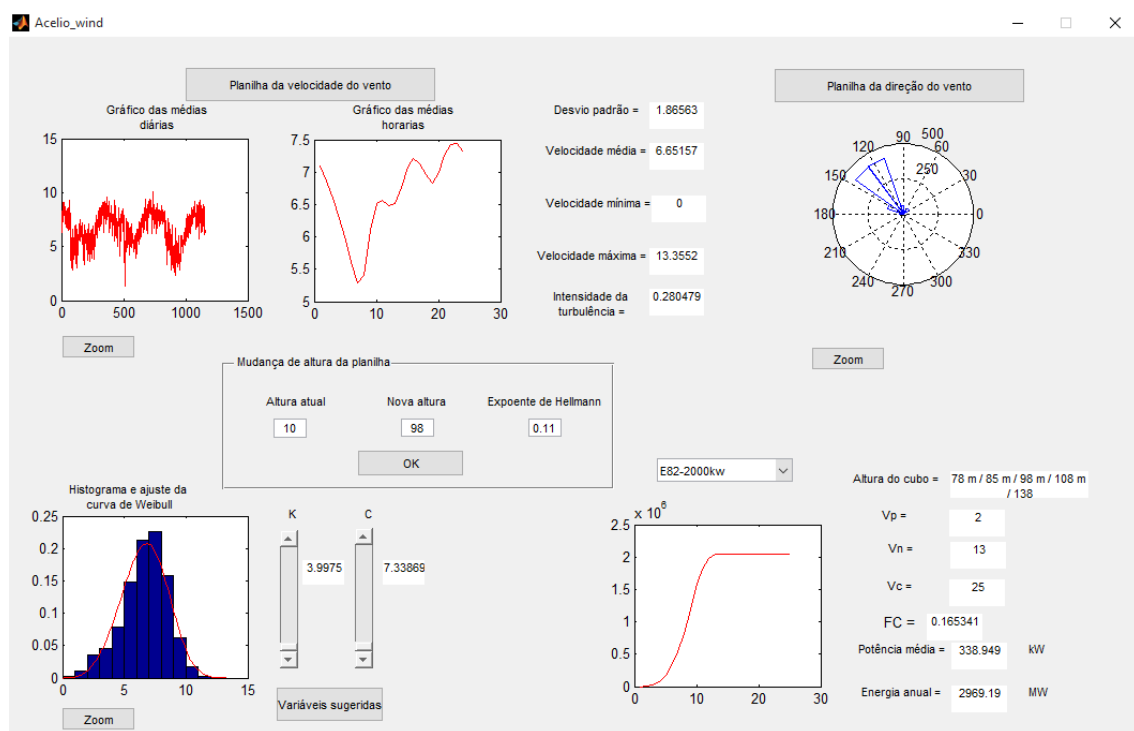 Acelio_wind
Planilha da velocidade do vento
Planilha da direção do vento
Gráfico das médias
diárias
15
10
5
0
0 500 1000 1500
Zoom
Gráfico das médias
horarias
7.5
7
6.5
6
5.5
5
0 10 20 30
Desvio padrão = 1.86563
Velocidade média = 6.65157
Velocidade mínima = 0
Velocidade máxima = 13.3552
Intensidade da
turbulência = 0.280479
90 500
120 60
250
150 30
180 0
210 330
240 300
270
Zoom
Mudança de altura da planilha
Altura atual Nova altura Expoente de Hellmann
10 98 0.11
OK
Histograma e ajuste da
curva de Weibull
0.25
0.2
0.15
0.1
0.05
0
0 5 10 15
Zoom
K C
3.9975 7.33869
Variáveis sugeridas
E82-2000kw
x 10^6
2.5
2
1.5
1
0.5
0
0 10 20 30
Altura do cubo = 78 m / 85 m / 98 m / 108 m
/ 138
Vp = 2
Vn = 13
Vc = 25
FC = 0.165341
Potência média = 338.949 kW
Energia anual = 2969.19 MW